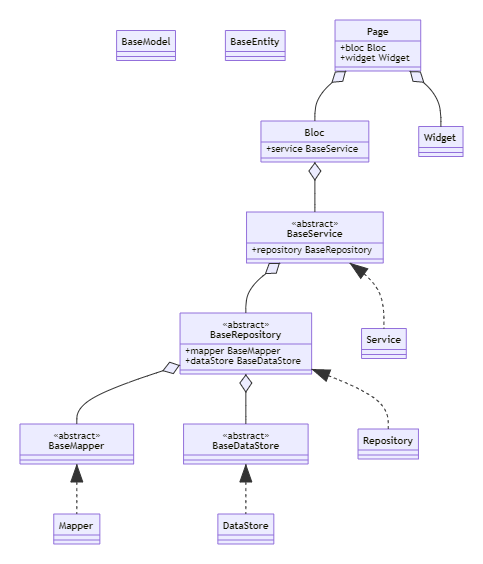 Page
+bloc Bloc
+widget Widget
BaseModel
BaseEntity
Bloc
+service BaseService
Widget
«abstract»
BaseService
+repository BaseRepository
«abstract»
BaseRepository
+mapper BaseMapper
+dataStore BaseDataStore
Service
«abstract»
BaseMapper
«abstract»
BaseDataStore
Repository
Mapper
DataStore